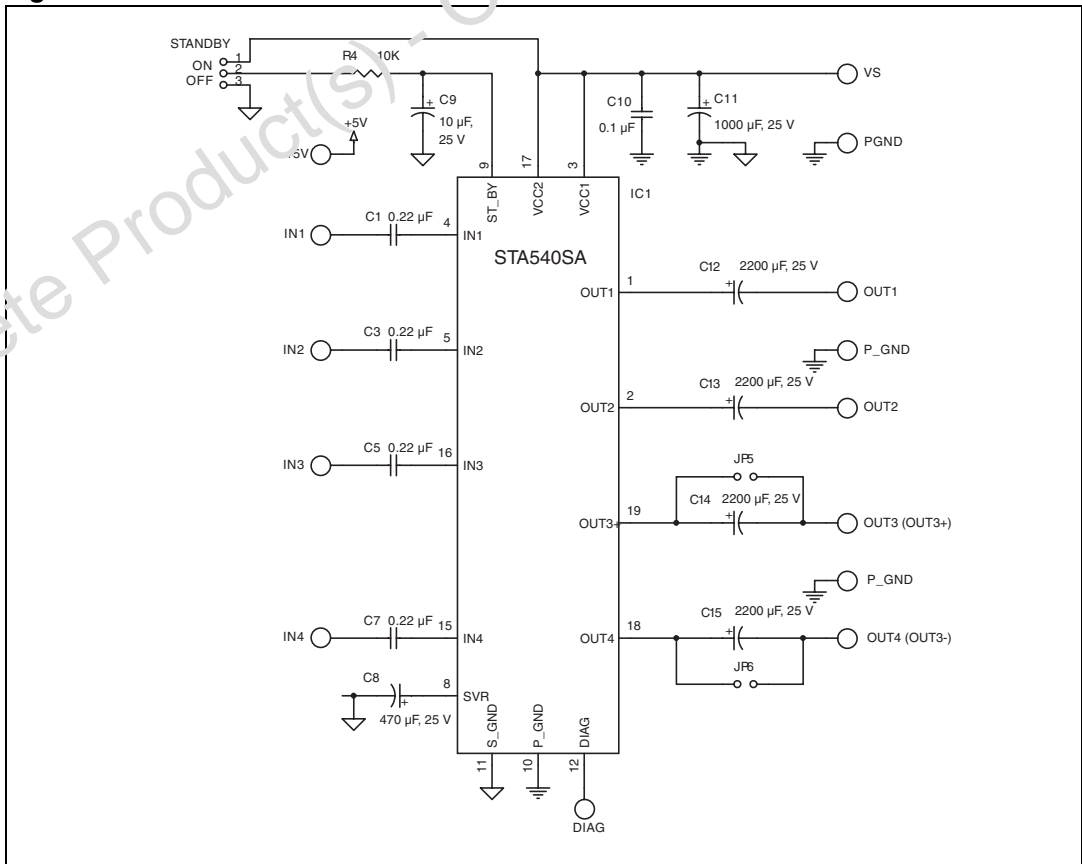 STANDBY
ON
OFF
1
2
3
R4 10K
+ C9
10 µF,
25 V
+5V
C10
0.1 µF
+ C11
1000 µF, 25 V
VS
PGND
9
17
3
ST_BY
VCC2
VCC1
IC1
STA540SA
IN1
C1 0.22 µF
4
IN1
1
OUT1
C12 2200 µF, 25 V
+
OUT1
IN2
C3 0.22 µF
5
IN2
P_GND
2
OUT2
C13 2200 µF, 25 V
+
OUT2
IN3
C5 0.22 µF
16
IN3
JP5
19
OUT3+
C14 2200 µF, 25 V
+
OUT3 (OUT3+)
P_GND
IN4
C7 0.22 µF
15
IN4
18
OUT4
C15 2200 µF, 25 V
+
OUT4 (OUT3-)
JP6
C8
+
470 µF, 25 V
8
SVR
S_GND
P_GND
DIAG
11
10
12
DIAG
Product(s) -